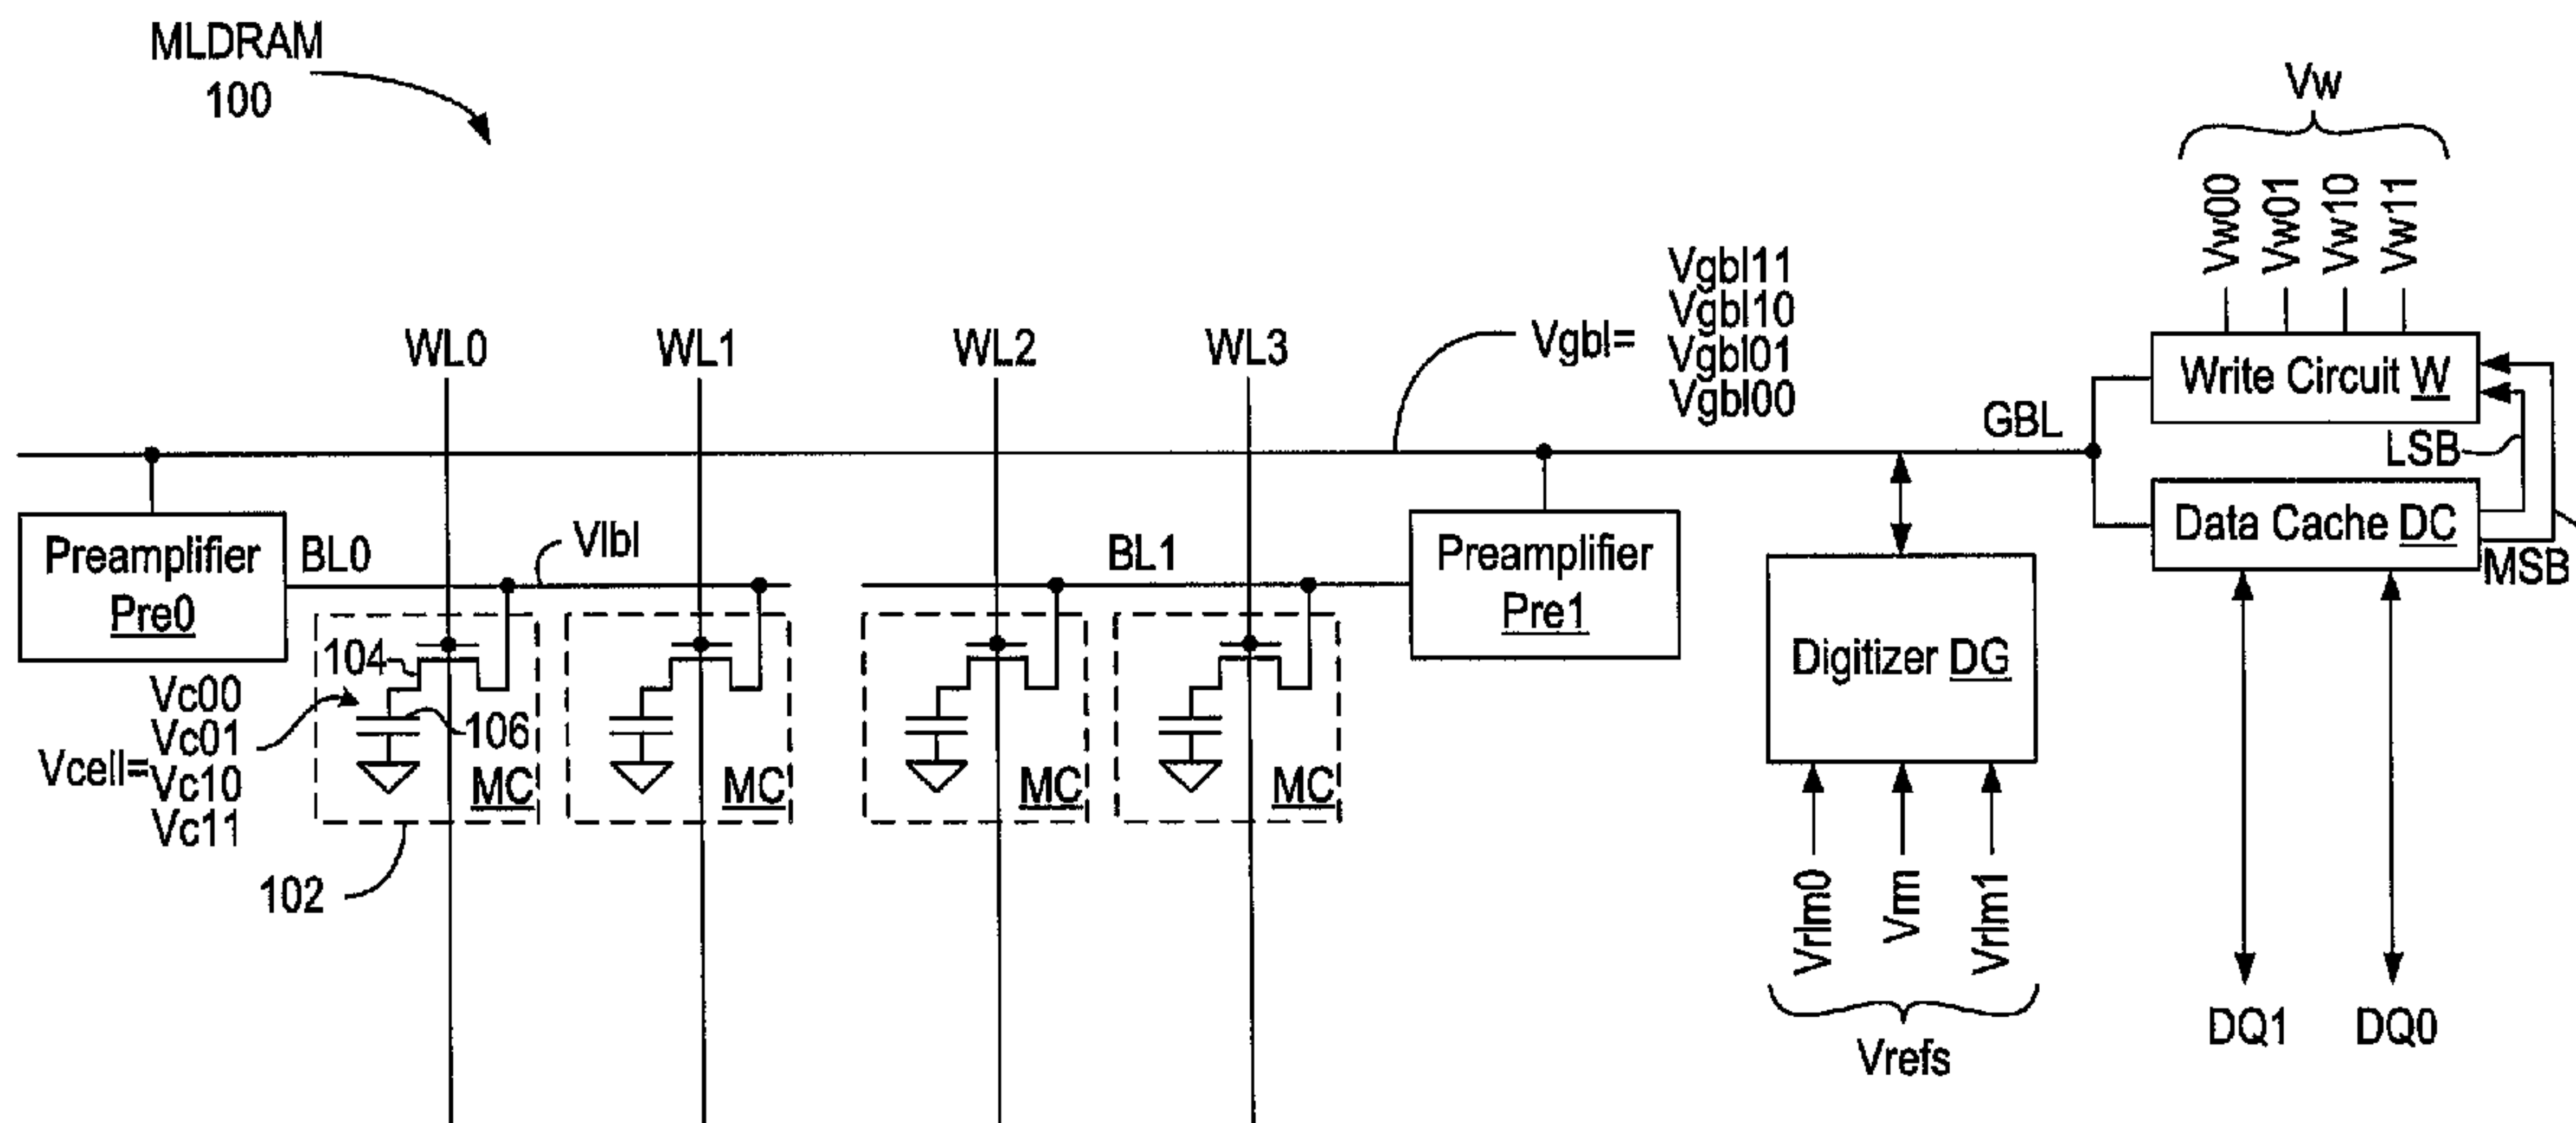 MLDRAM
100
Vw
Vw00
Vw01
Vw10
Vw11
Vgbl11
Vgbl10
Vgbl01
Vgbl00
Vgbl=
WL0
WL1
WL2
WL3
GBL
Write Circuit W
LSB
Data Cache DC
MSB
Preamplifier
Pre0
BL0
Vlbl
BL1
Preamplifier
Pre1
Digitizer DG
104
106
Vc00
Vc01
Vcell=
Vc10
Vc11
MC
MC
MC
MC
102
Vrlm0
Vm
Vrlm1
Vrefs
DQ1
DQ0